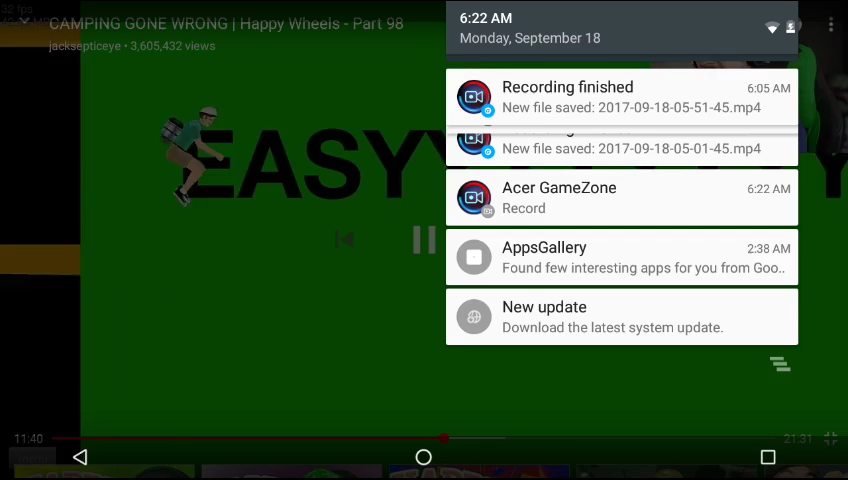 32 fps
CAMPING GONE WRONG | Happy Wheels - Part 98
jacksepticeye • 3,605,432 views
6:22 AM
Monday, September 18
Recording finished
6:05 AM
New file saved: 2017-09-18-05-51-45.mp4
New file saved: 2017-09-18-05-01-45.mp4
Acer GameZone
6:22 AM
Record
AppsGallery
2:38 AM
Found few interesting apps for you from Goo..
New update
Download the latest system update.
EASY
11:40
21:31
menu